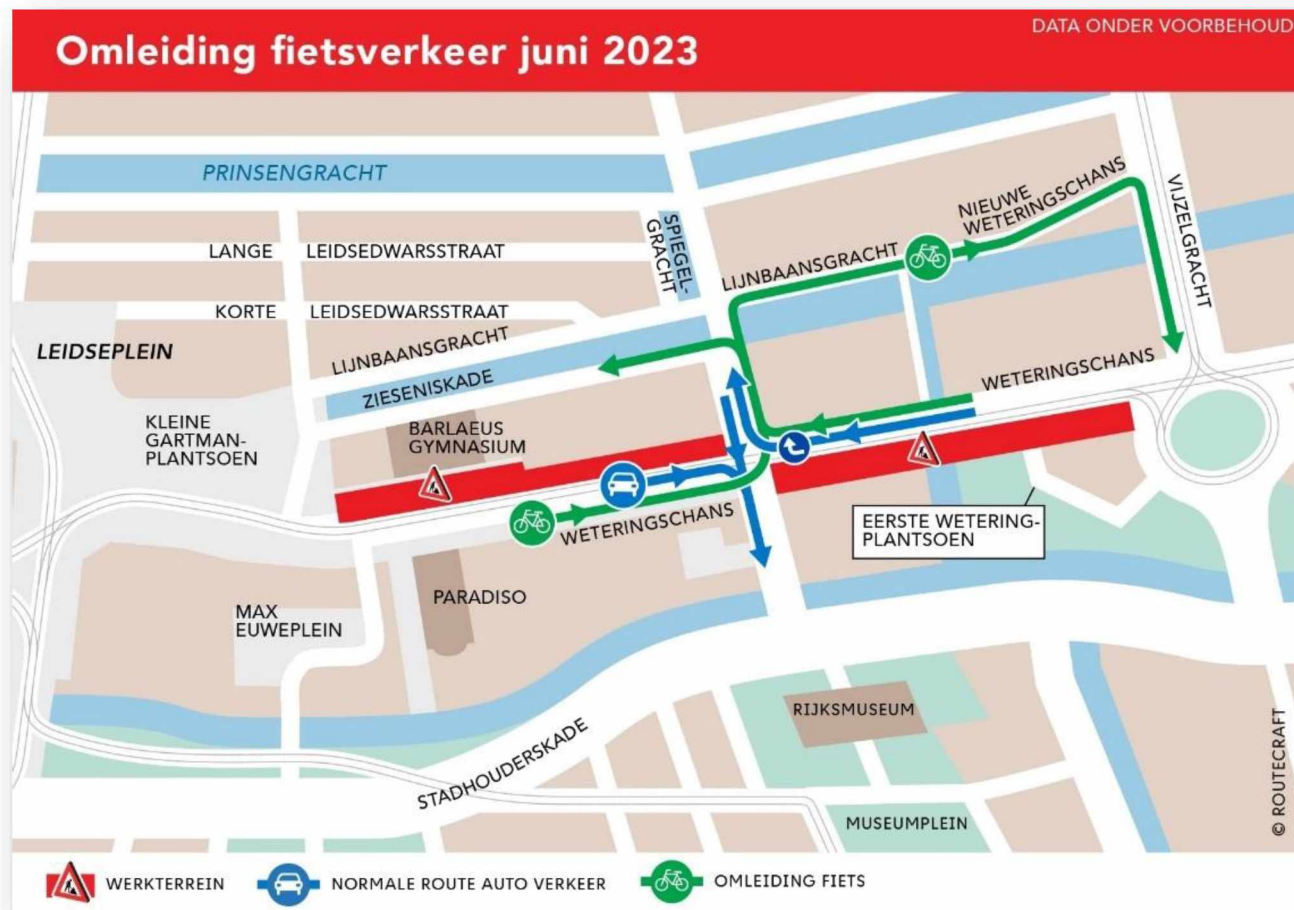 DATA ONDER VOORBEHOUD
Omleiding fietsverkeer juni 2023
PRINSENGRACHT
SPIEGEL-
GRACHT
NIEUWE
WETERINGSCHANS
VIJZELGRACHT
LANGE LEIDSEDWARSSTRAAT
LIJNBAANSGRACHT
KORTE LEIDSEDWARSSTRAAT
LEIDSEPLEIN
LIJNBAANSGRACHT
ZIESENISKADE
WETERINGSCHANS
KLEINE
GARTMAN-
PLANTSOEN
BARLAEUS
GYMNASIUM
WETERINGSCHANS
EERSTE WETERING-
PLANTSOEN
PARADISO
MAX
EUWEPLEIN
RIJKSMUSEUM
STADHOUDERSKADE
MUSEUMPLEIN
© ROUTECRAFT
WERKTERREIN
NORMALE ROUTE AUTO VERKEER
OMLEIDING FIETS